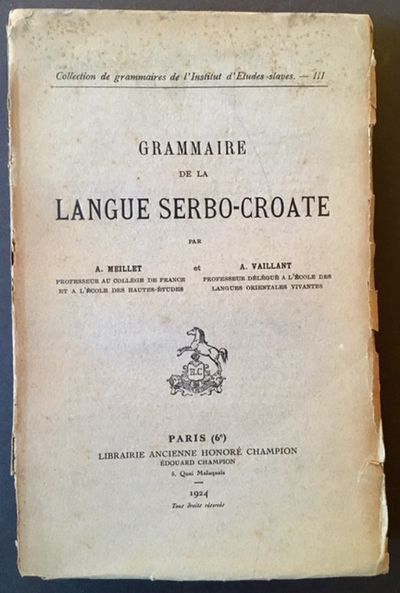 Collection de grammaires de l'Institut d'Etudes slaves. — III
GRAMMAIRE
DE LA
LANGUE SERBO-CROATE
PAR
A. MEILLET
PROFESSEUR AU COLLÈGE DE FRANCE
ET A L'ÉCOLE DES HAUTES-ÉTUDES
et
A. VAILLANT
PROFESSEUR DÉLÉGUÉ A L'ÉCOLE DES
LANGUES ORIENTALES VIVANTES
H.C
PARIS (6e)
LIBRAIRIE ANCIENNE HONORÉ CHAMPION
ÉDOUARD CHAMPION
5, Quai Malaquais
—
1924
Tous droits réservés